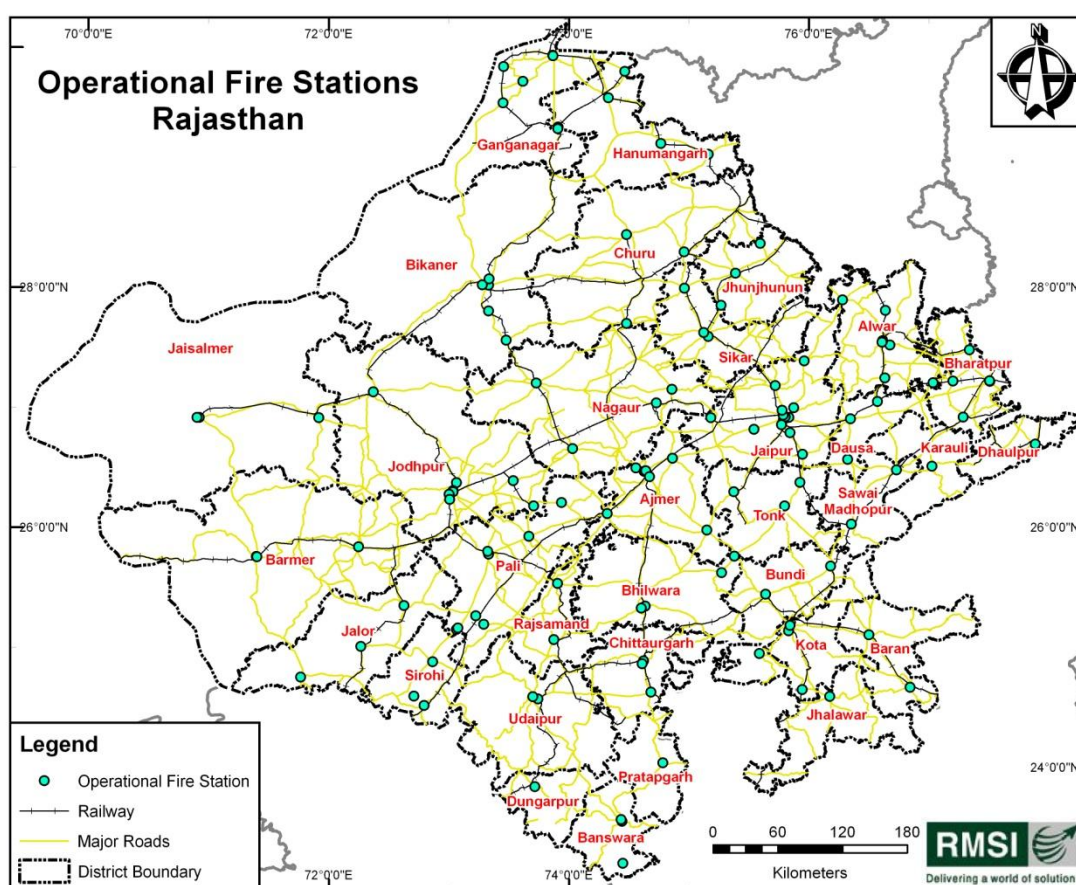 70°0'0"E
72°0'0"E
74°0'0"E
76°0'0"E
Operational Fire Stations
Rajasthan
N
Ganganagar
Hanumangarh
Bikaner
Churu
28°0'0"N
28°0'0"N
Jhunjhunun
Jaisalmer
Alwar
Sikar
Bharatpur
Nagaur
Jodhpur
Jaipur
Dausa
Karauli
Dhaulpur
Ajmer
Sawai
Madhopur
Tonk
26°0'0"N
26°0'0"N
Barmer
Pali
Bundi
Bhilwara
Rajsamand
Jalor
Chittaurgarh
Kota
Baran
Sirohi
Udaipur
Jhalawar
Legend
Operational Fire Station
Railway
Major Roads
District Boundary
24°0'0"N
Pratapgarh
Dungarpur
Banswara
0 30 60 120 180
Kilometers
RMSI
Delivering a world of solutions
72°0'0"E
74°0'0"E